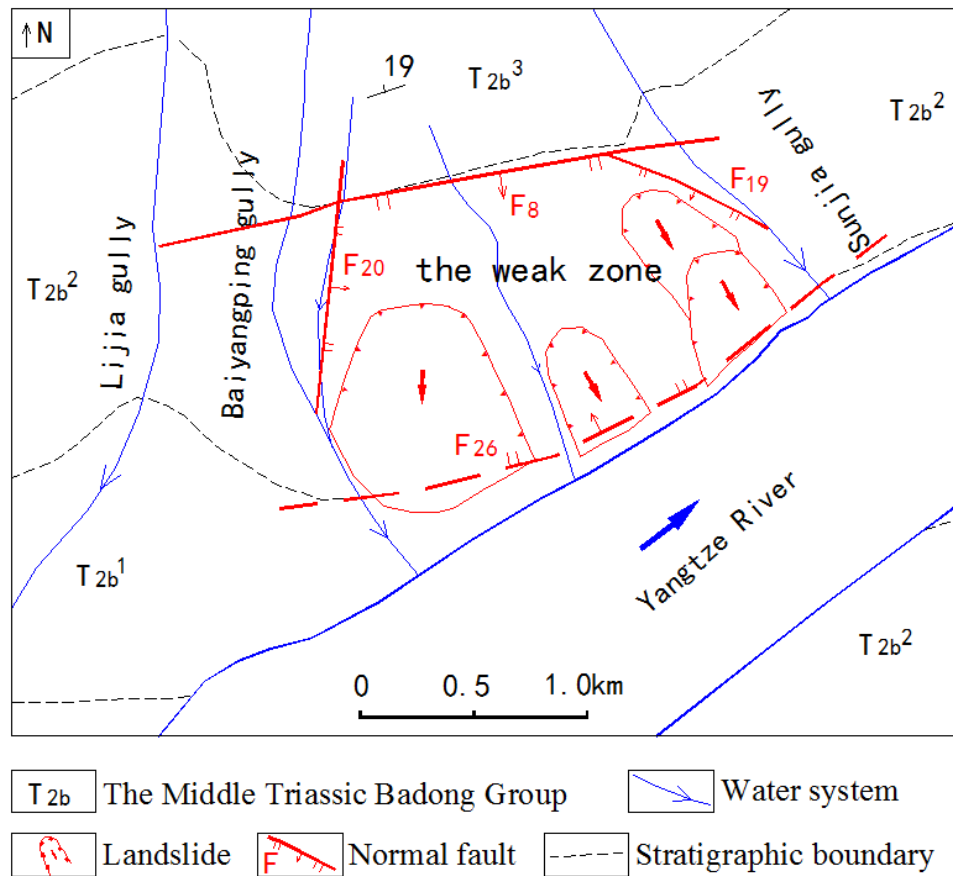 N
19
T2b3
T2b2
Sunjia gully
F8
F19
Baiyangping gully
F20
the weak zone
T2b2
Lijia gully
F26
T2b1
Yangtze River
T2b2
0 0.5 1.0km
T2b The Middle Triassic Badong Group
Water system
Landslide
F Normal fault
Stratigraphic boundary